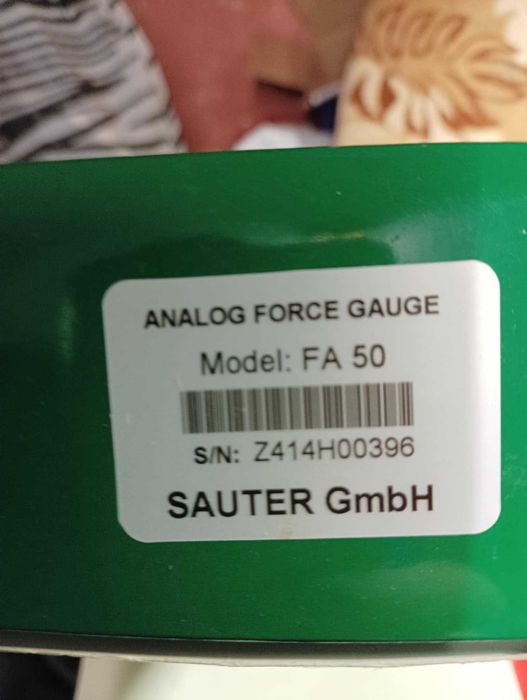 ANALOG FORCE GAUGE
Model: FA 50
S/N: Z414H00396
SAUTER GmbH